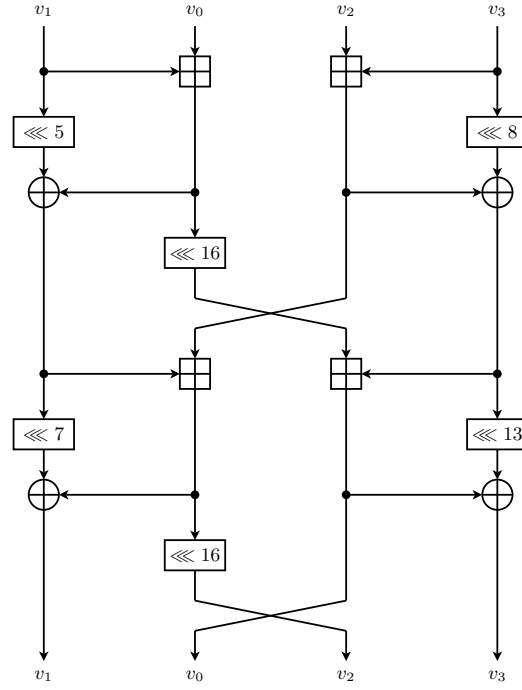 v₁ v₀ v₂ v₃
⋘ 5 ⋘ 8
⋘ 16
⋘ 7 ⋘ 13
⋘ 16
v₁ v₀ v₂ v₃